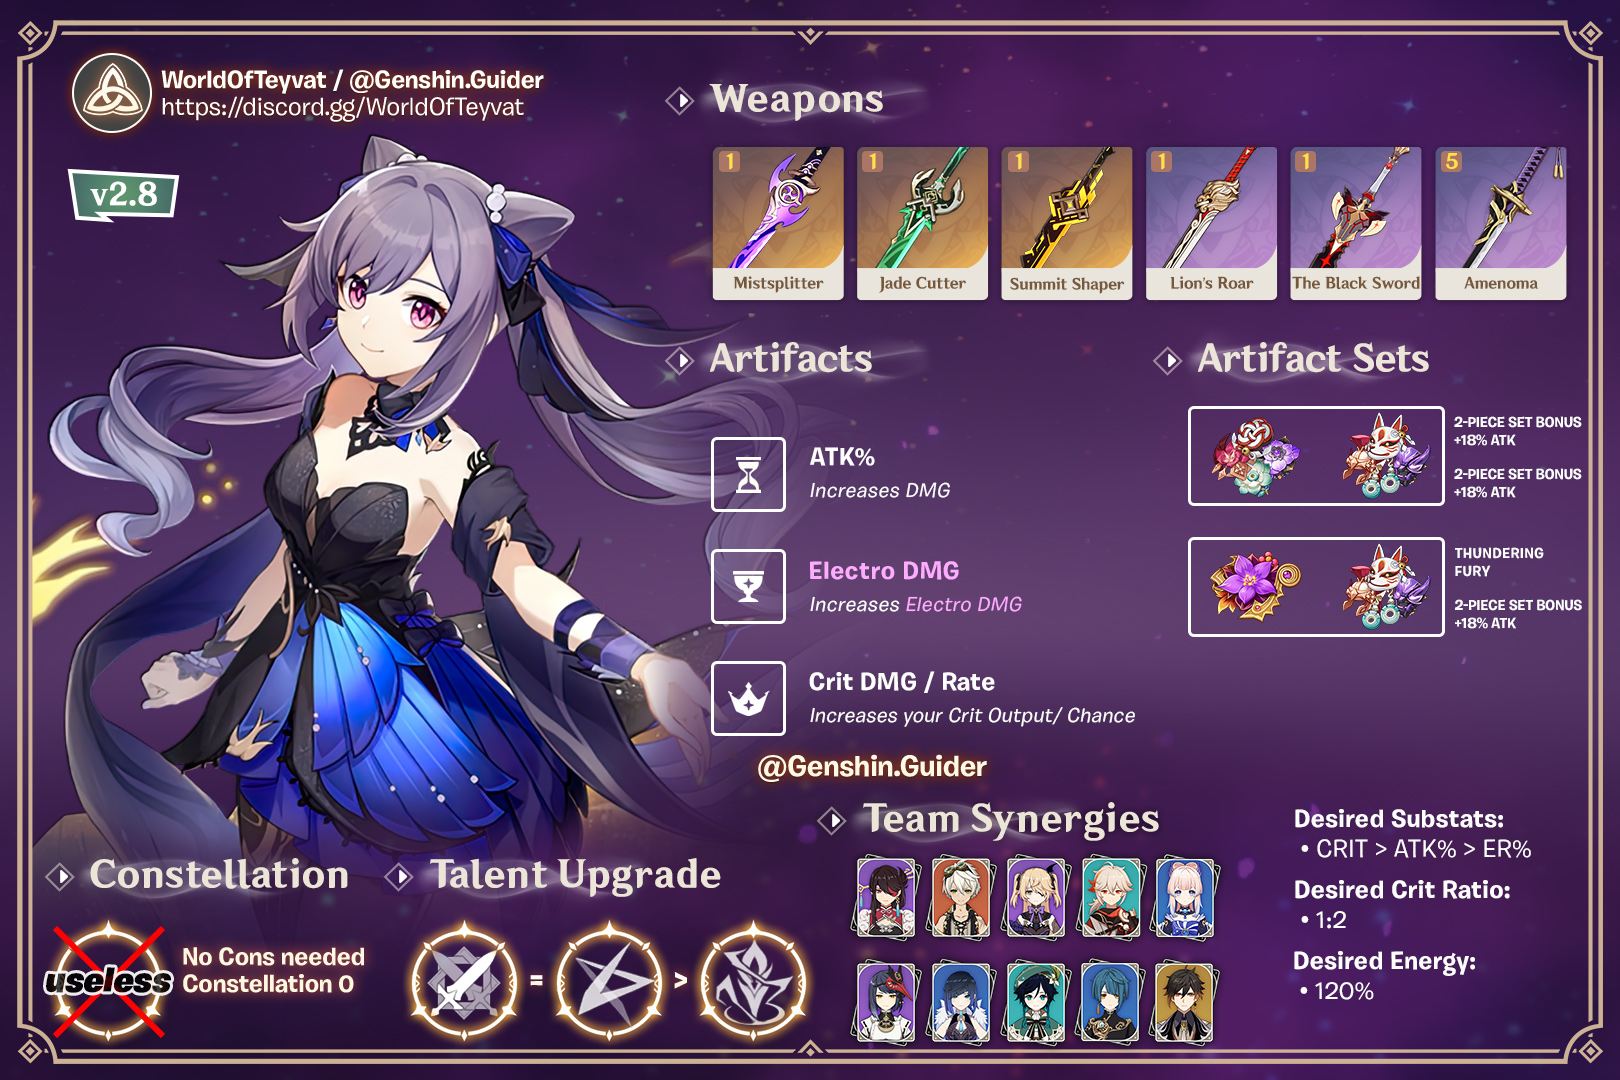 WorldOfTeyvat / @Genshin.Guider
https://discord.gg/WorldOfTeyvat
v2.8
Weapons
1
1
1
1
1
5
Mistsplitter
Jade Cutter
Summit Shaper
Lion's Roar
The Black Sword
Amenoma
Artifacts
ATK%
Increases DMG
Electro DMG
Increases Electro DMG
Crit DMG / Rate
Increases your Crit Output/ Chance
@Genshin.Guider
Artifact Sets
2-PIECE SET BONUS
+18% ATK
2-PIECE SET BONUS
+18% ATK
THUNDERING
FURY
2-PIECE SET BONUS
+18% ATK
Constellation
useless
No Cons needed
Constellation 0
Talent Upgrade
= >
Team Synergies
Desired Substats:
• CRIT > ATK% > ER%
Desired Crit Ratio:
• 1:2
Desired Energy:
• 120%